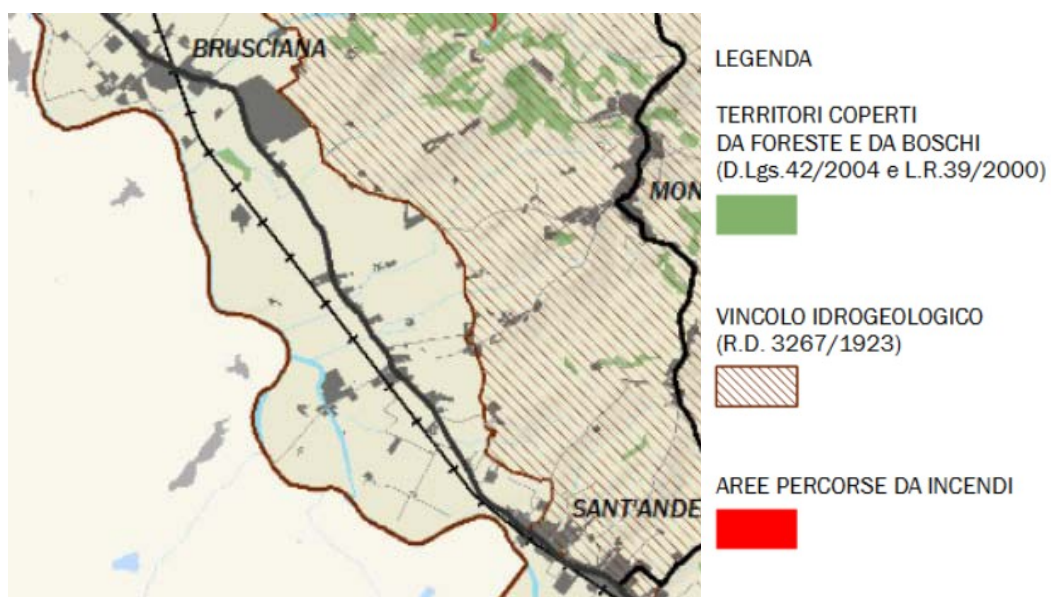 BRUSCIANA
MON
SANT'ANDE
LEGENDA
TERRITORI COPERTI
DA FORESTE E DA BOSCHI
(D.Lgs.42/2004 e L.R.39/2000)
VINCOLO IDROGEOLOGICO
(R.D. 3267/1923)
AREE PERCORSE DA INCENDI